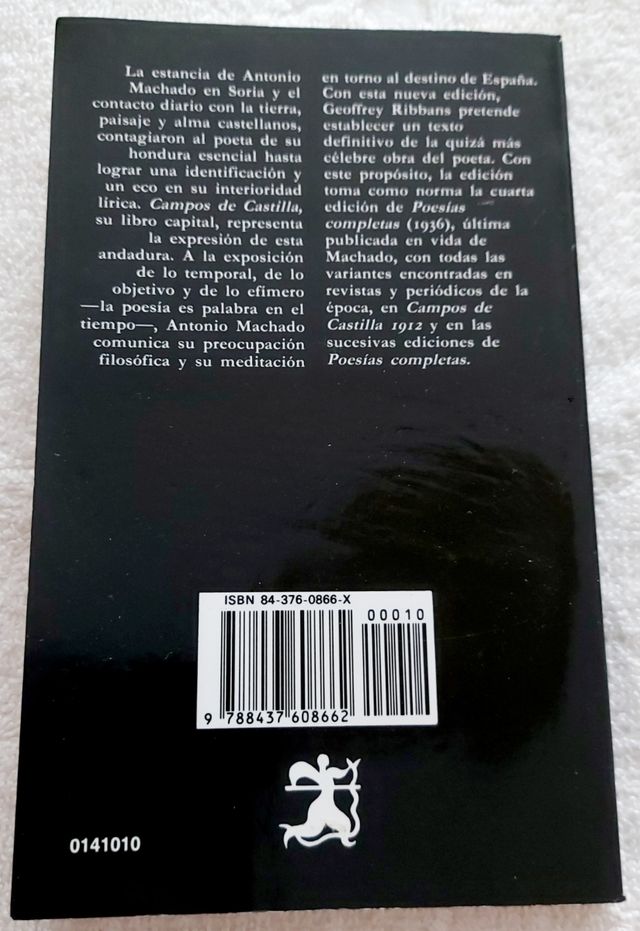 La estancia de Antonio
Machado en Soria y el
contacto diario con la tierra,
paisaje y alma castellanos,
contagiaron al poeta de su
hondura esencial hasta
lograr una identificación y
un eco en su interioridad
lírica. Campos de Castilla,
su libro capital, representa
la expresión de esta
andadura. A la exposición
de lo temporal, de lo
objetivo y de lo efímero
—la poesía es palabra en el
tiempo—, Antonio Machado
comunica su preocupación
filosófica y su meditación
en torno al destino de España.
Con esta nueva edición,
Geoffrey Ribbans pretende
establecer un texto
definitivo de la quizá más
célebre obra del poeta. Con
este propósito, la edición
toma como norma la cuarta
edición de Poesías
completas (1936), última
publicada en vida de
Machado, con todas las
variantes encontradas en
revistas y periódicos de la
época, en Campos de
Castilla 1912 y en las
sucesivas ediciones de
Poesías completas.
ISBN 84-376-0866-X
00010
9 788437 608662
0141010